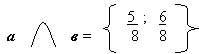 а ⋀ в = { 5/8 ; 6/8 }